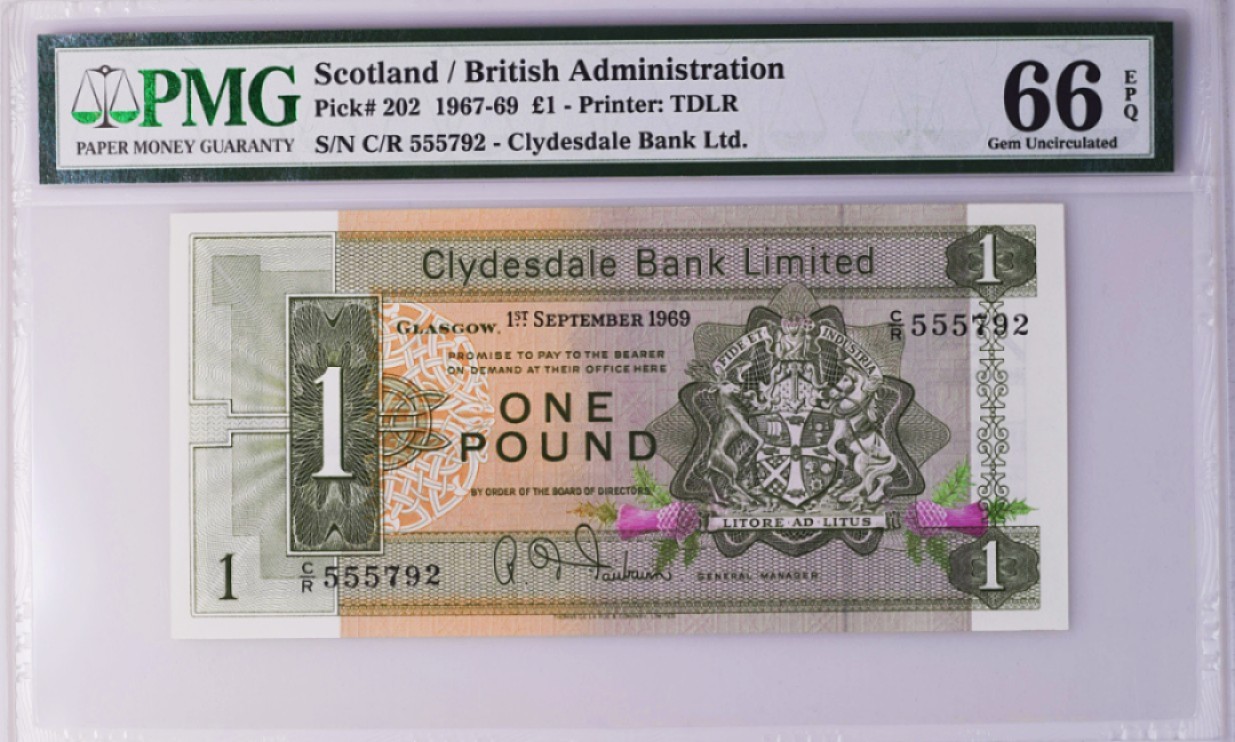 PMG
PAPER MONEY GUARANTY
Scotland / British Administration
Pick# 202 1967-69 £1 - Printer: TDLR
S/N C/R 555792 - Clydesdale Bank Ltd.
66
EPQ
Gem Uncirculated
Clydesdale Bank Limited
1
GLASGOW, 1ST SEPTEMBER 1969
C/R 555792
PROMISE TO PAY TO THE BEARER
ON DEMAND AT THEIR OFFICE HERE
1
ONE
POUND
FIDE ET INDUSTRIA
BY ORDER OF THE BOARD OF DIRECTORS
LITORE AD LITUS
1
C/R 555792
GENERAL MANAGER
1